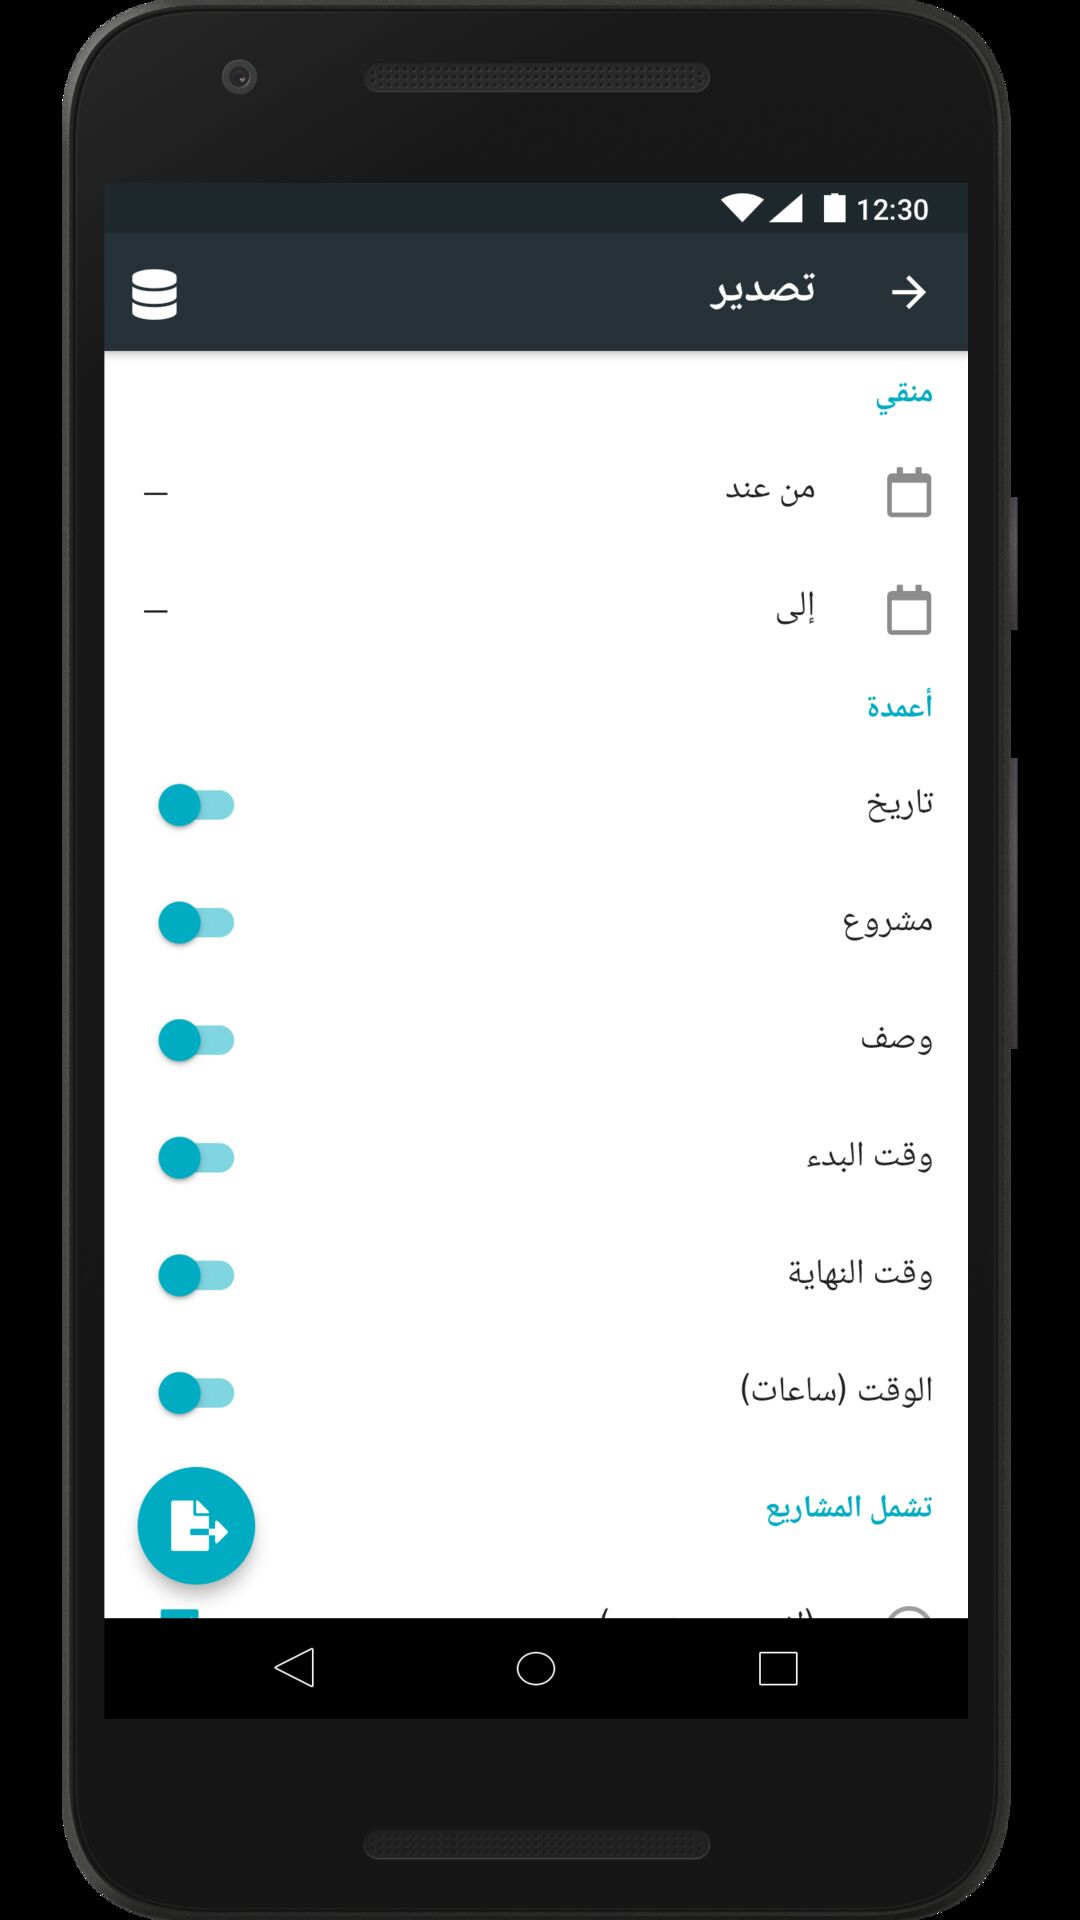 12:30
تصدير
منقي
من عند
—
إلى
—
أعمدة
تاريخ
مشروع
وصف
وقت البدء
وقت النهاية
الوقت (ساعات)
تشمل المشاريع